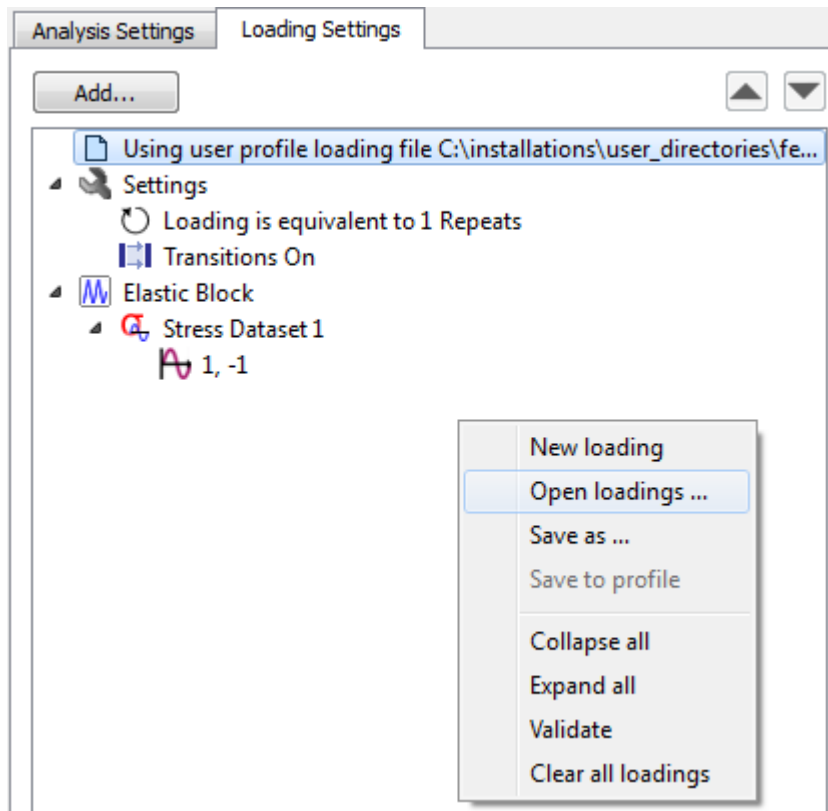 Analysis Settings
Loading Settings
Add...
Using user profile loading file C:\installations\user_directories\fe...
Settings
Loading is equivalent to 1 Repeats
Transitions On
Elastic Block
Stress Dataset 1
1, -1
New loading
Open loadings ...
Save as ...
Save to profile
Collapse all
Expand all
Validate
Clear all loadings